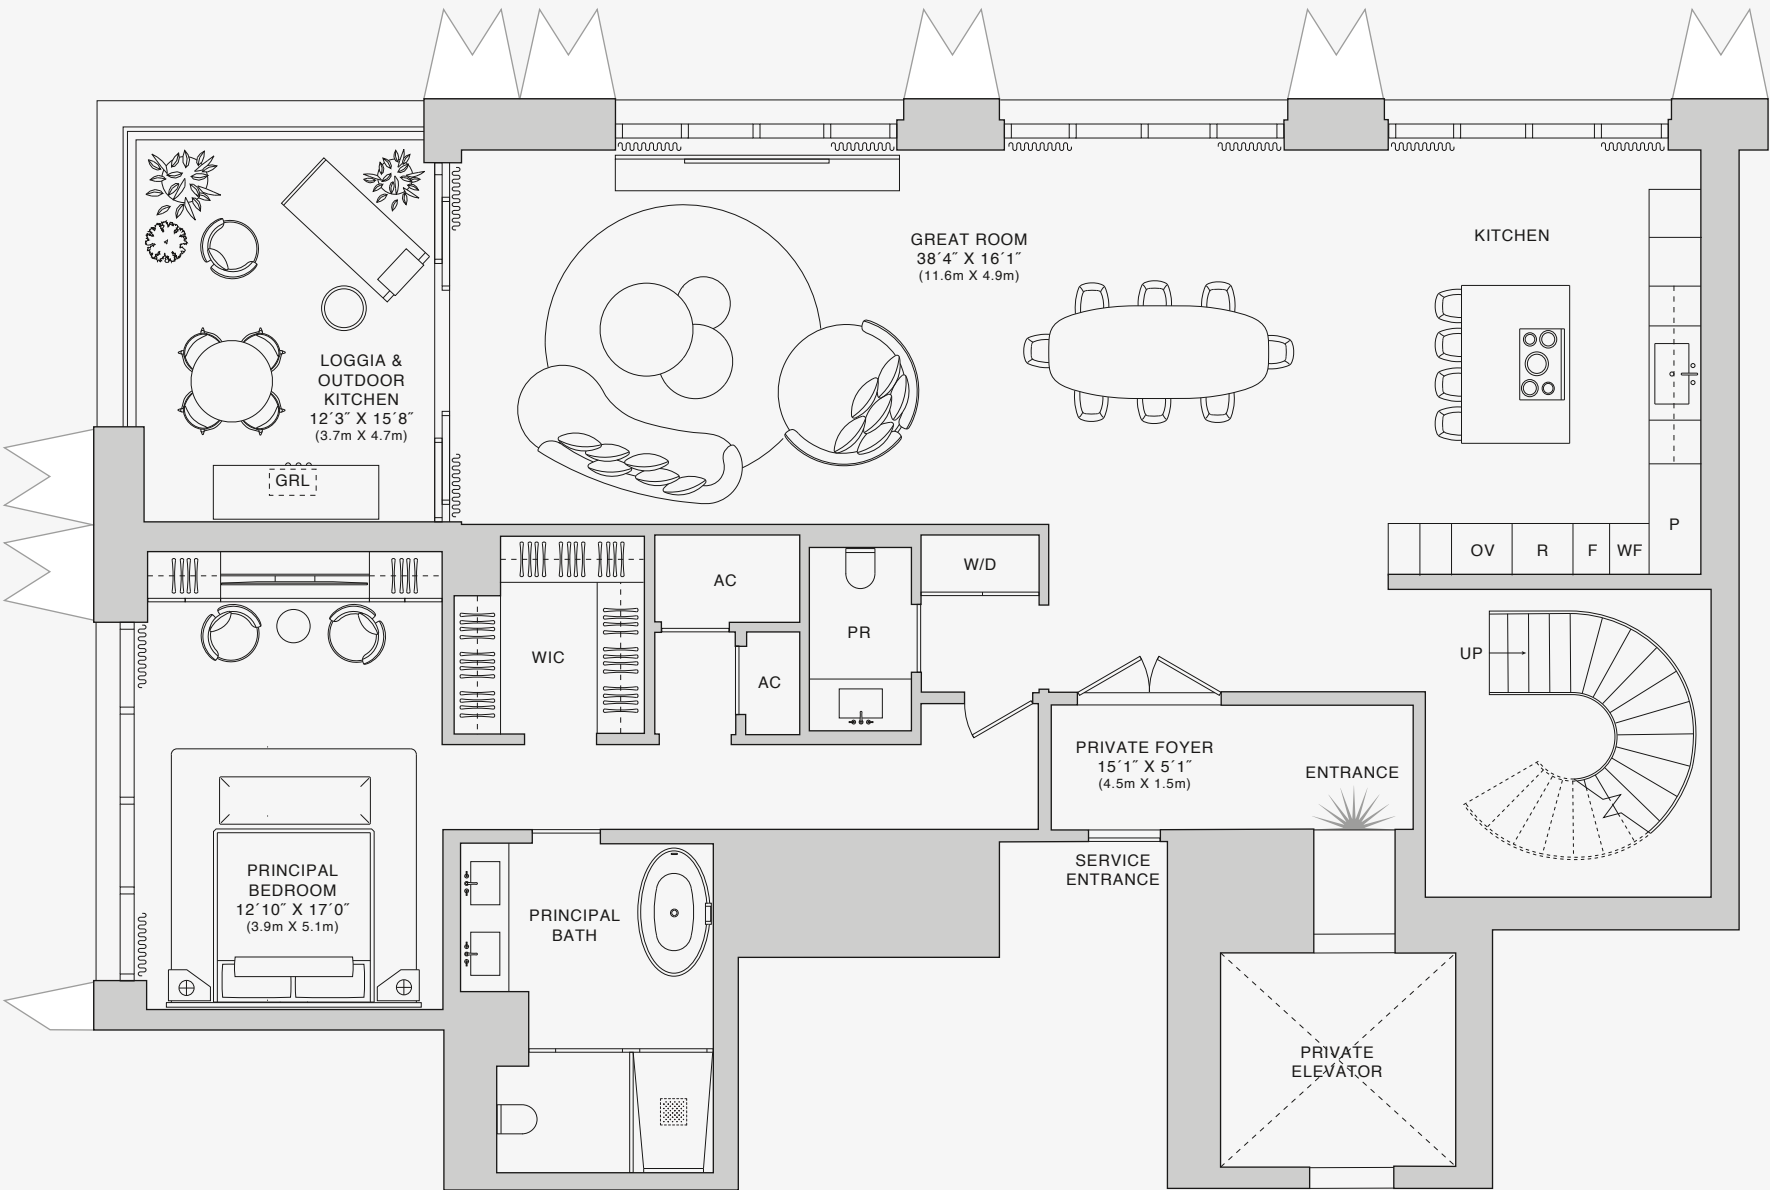 GREAT ROOM
38´4˝ X 16´1˝
(11.6m X 4.9m)
KITCHEN
LOGGIA &
OUTDOOR
KITCHEN
12´3˝ X 15´8˝
(3.7m X 4.7m)
GRL
P
OV
R
F
WF
W/D
AC
PR
WIC
AC
UP
PRIVATE FOYER
15´1˝ X 5´1˝
(4.5m X 1.5m)
ENTRANCE
SERVICE
ENTRANCE
PRINCIPAL
BEDROOM
12´10˝ X 17´0˝
(3.9m X 5.1m)
PRINCIPAL
BATH
PRIVATE
ELEVATOR